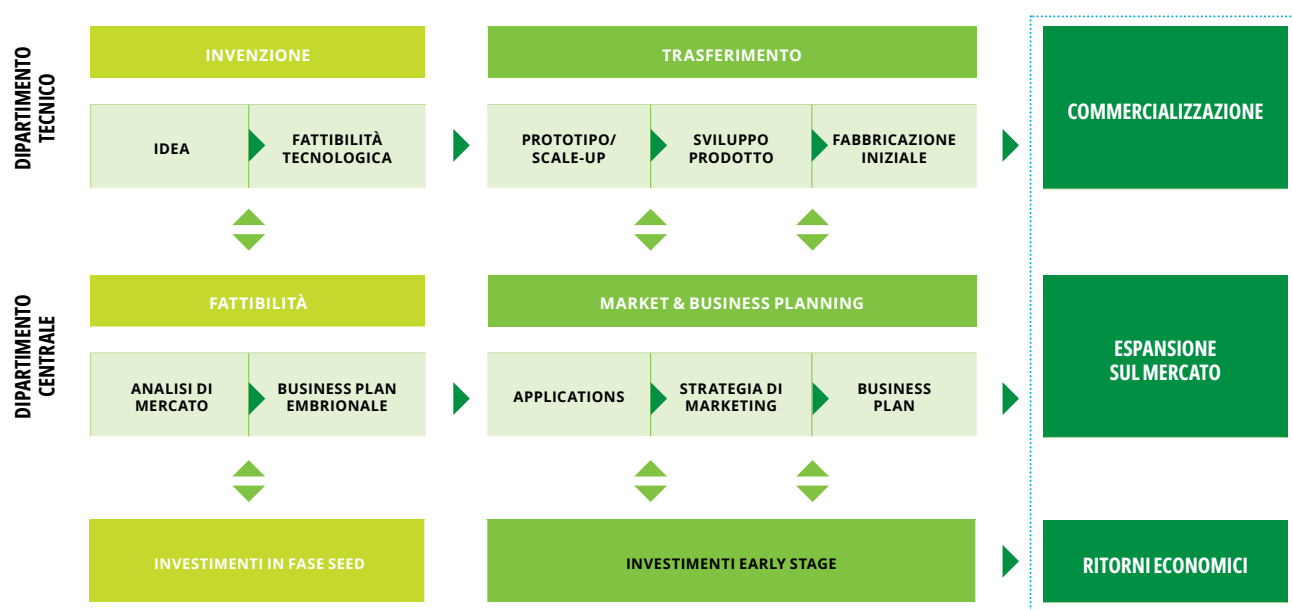 DIPARTIMENTO
TECNICO
INVENZIONE
TRASFERIMENTO
COMMERCIALIZZAZIONE
IDEA
FATTIBILITÀ
TECNOLOGICA
PROTOTIPO/
SCALE-UP
SVILUPPO
PRODOTTO
FABBRICAZIONE
INIZIALE
DIPARTIMENTO
CENTRALE
FATTIBILITÀ
MARKET & BUSINESS PLANNING
ESPANSIONE
SUL MERCATO
ANALISI DI
MERCATO
BUSINESS PLAN
EMBRIONALE
APPLICATIONS
STRATEGIA DI
MARKETING
BUSINESS
PLAN
INVESTIMENTI IN FASE SEED
INVESTIMENTI EARLY STAGE
RITORNI ECONOMICI